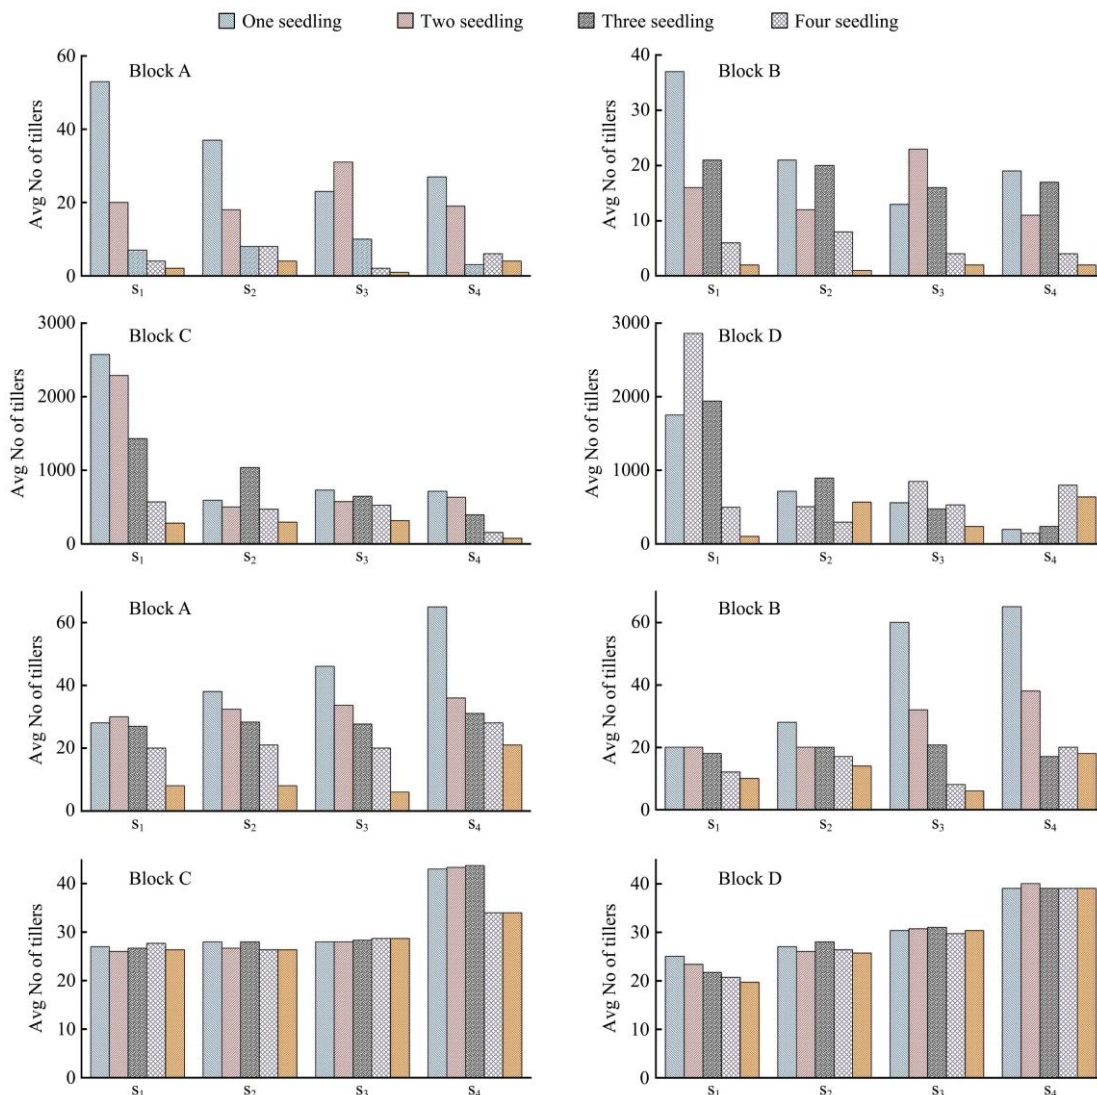 One seedling Two seedling Three seedling Four seedling
Block A
Avg No of tillers
60
40
20
0
s₁ s₂ s₃ s₄
Block B
Avg No of tillers
40
30
20
10
0
s₁ s₂ s₃ s₄
Block C
Avg No of tillers
3000
2000
1000
0
s₁ s₂ s₃ s₄
Block D
Avg No of tillers
3000
2000
1000
0
s₁ s₂ s₃ s₄
Block A
Avg No of tillers
60
40
20
0
s₁ s₂ s₃ s₄
Block B
Avg No of tillers
60
40
20
0
s₁ s₂ s₃ s₄
Block C
Avg No of tillers
40
30
20
10
0
s₁ s₂ s₃ s₄
Block D
Avg No of tillers
40
30
20
10
0
s₁ s₂ s₃ s₄